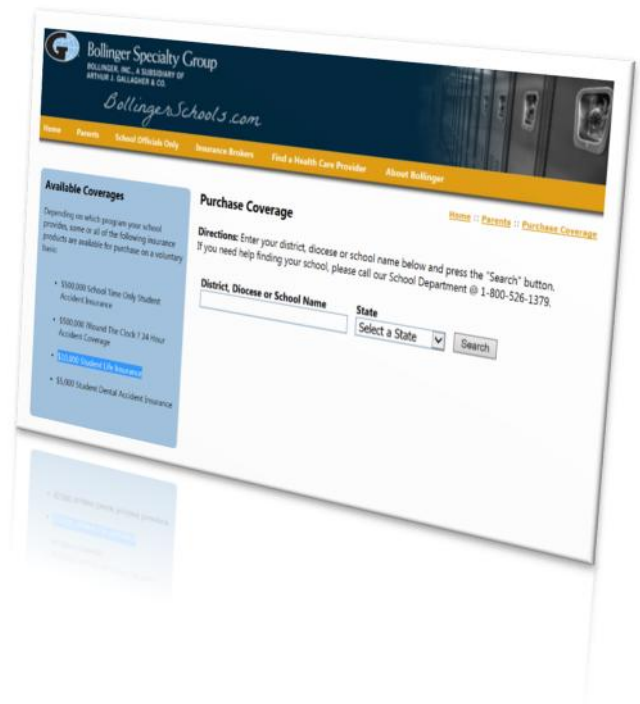 G
Bollinger Specialty Group
BOLLINGER, INC., A SUBSIDIARY OF
ARTHUR J. GALLAGHER & CO.
BollingerSchools.com
Home Parents School Officials Only Insurance Brokers Find a Health Care Provider About Bollinger
Available Coverages
Depending on which program your school
provides, some or all of the following insurance
products are available for purchase on a voluntary
basis:
• $500,000 School Time Only Student
Accident Insurance
• $500,000 'Round The Clock / 24 Hour
Accident Coverage
• $10,000 Student Life Insurance
• $5,000 Student Dental Accident Insurance
Home :: Parents :: Purchase Coverage
Purchase Coverage
Directions: Enter your district, diocese or school name below and press the "Search" button.
If you need help finding your school, please call our School Department @ 1-800-526-1379.
District, Diocese or School Name State
Select a State Search